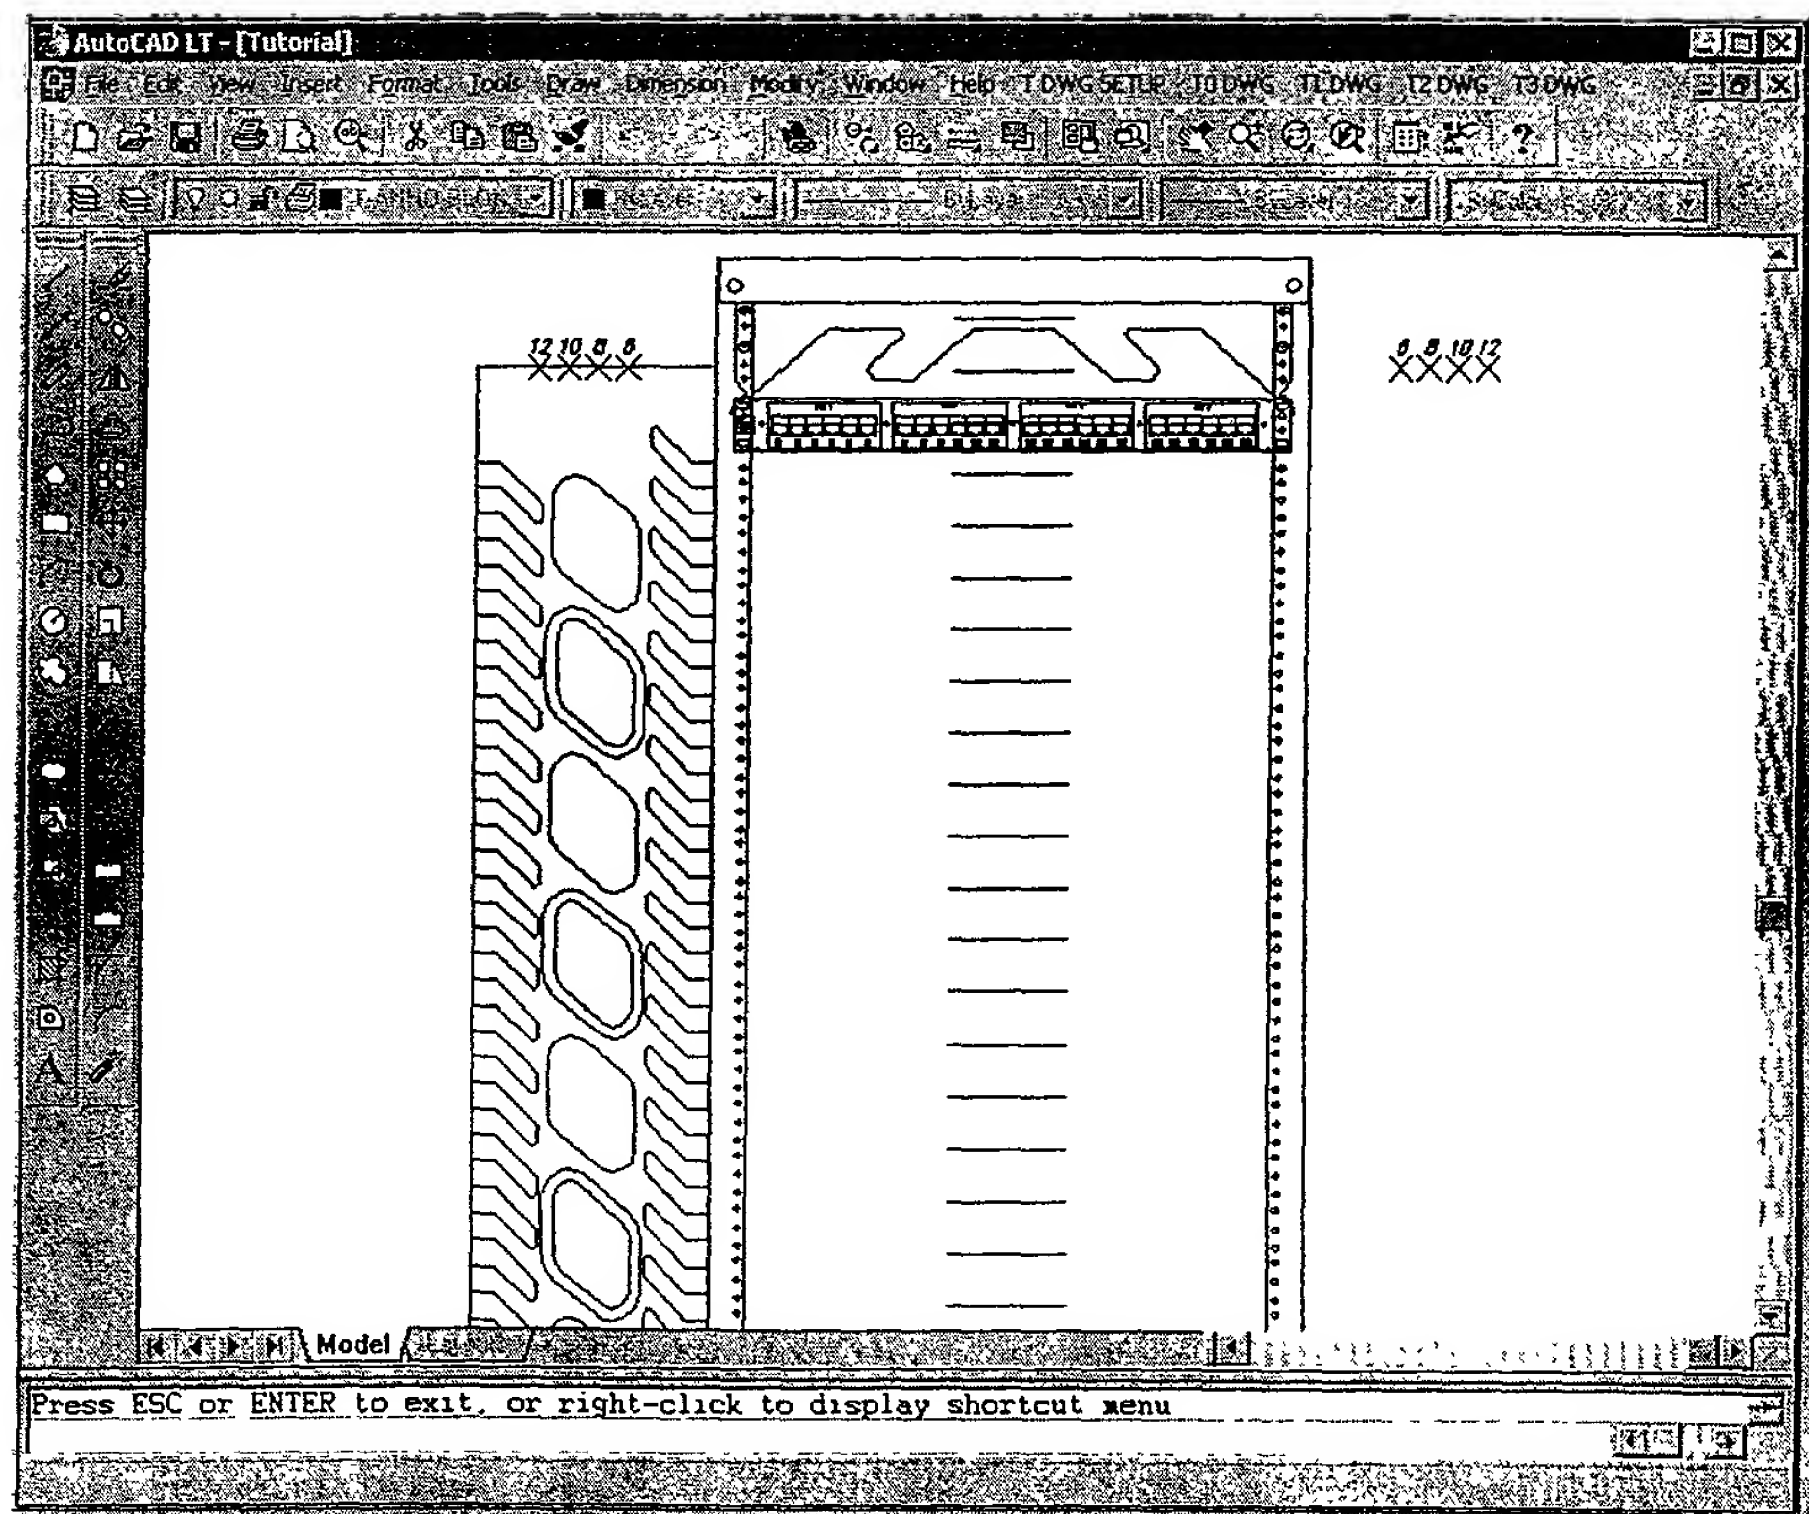 AutoCAD LT - [Tutorial]
File Edit View Insert Format Tools Draw Dimension Modify Window Help T DWG SETUP T0 DWG T1 DWG T2 DWG T3 DWG
12 10 8 6
6 8 10 12
Model
Press ESC or ENTER to exit, or right-click to display shortcut menu